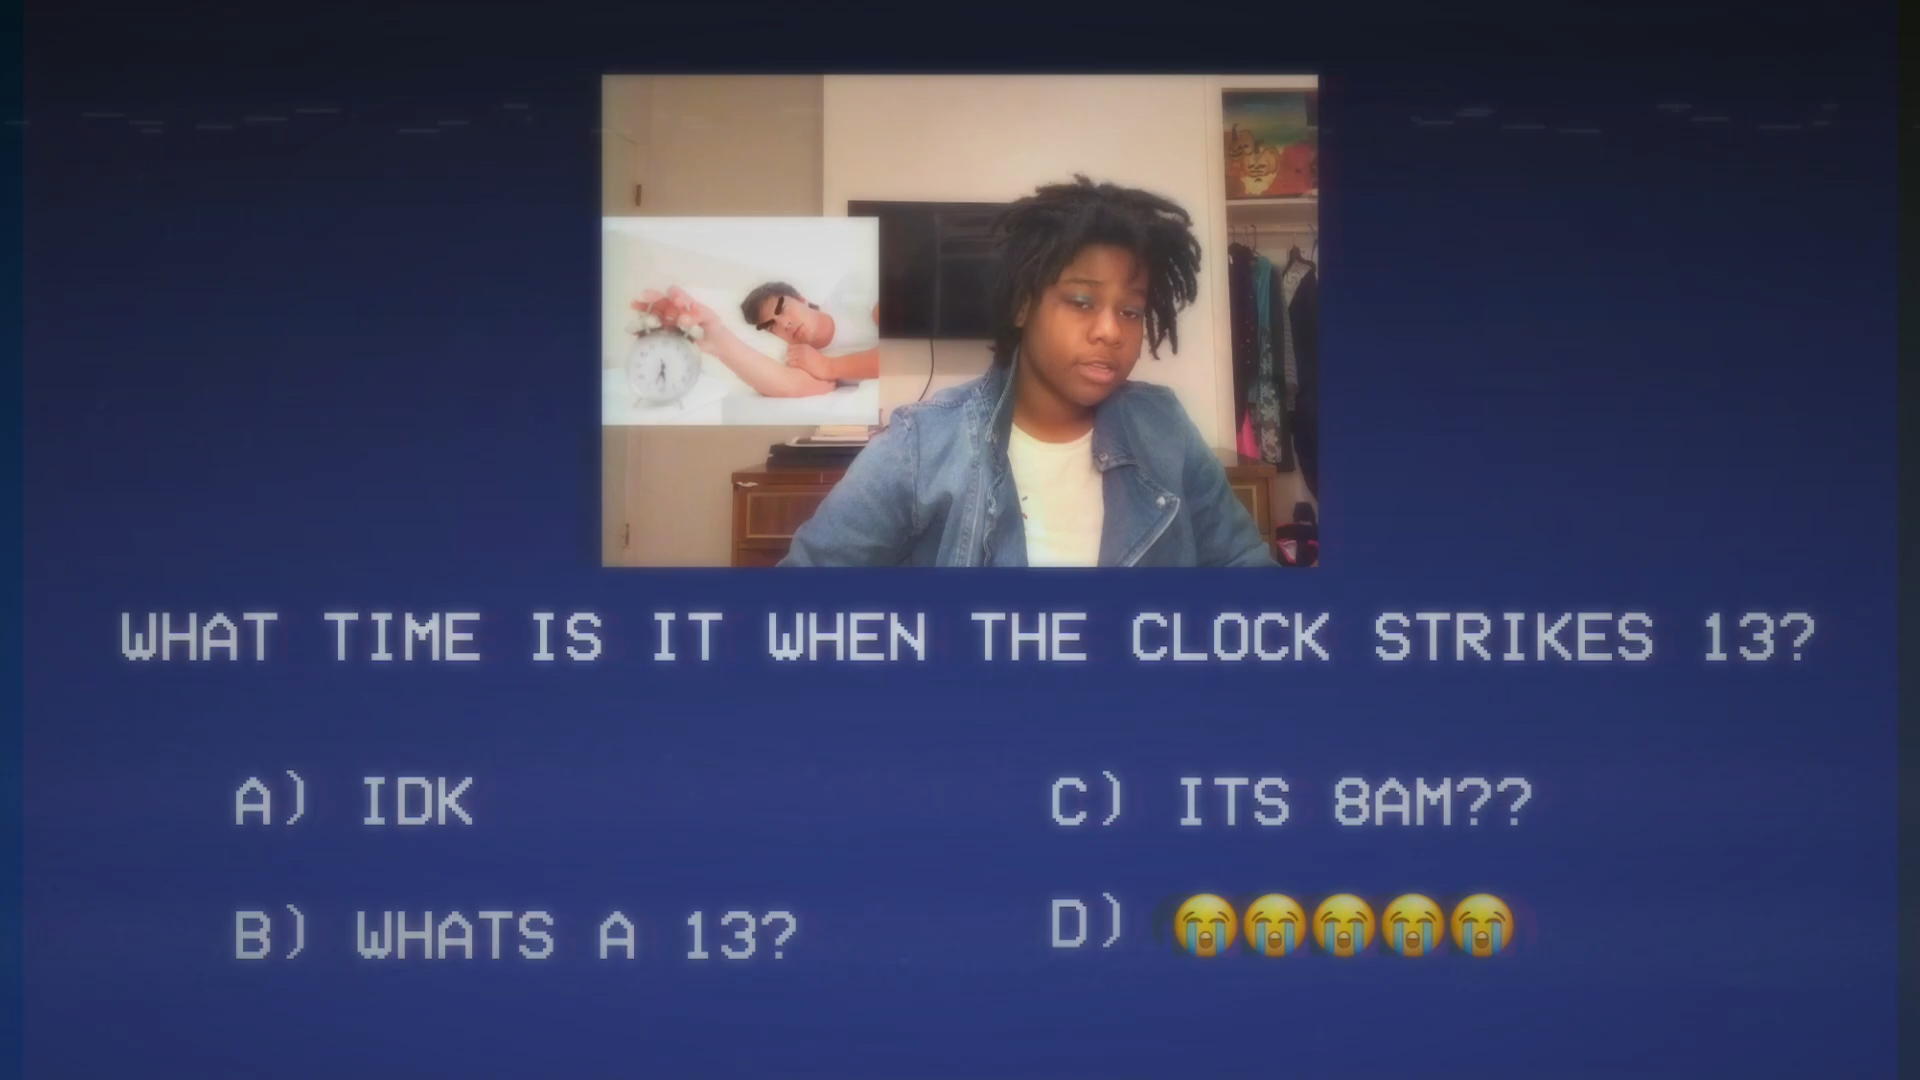 WHAT TIME IS IT WHEN THE CLOCK STRIKES 13?
A) IDK
B) WHATS A 13?
C) ITS 8AM??
D) 😭😭😭😭😭